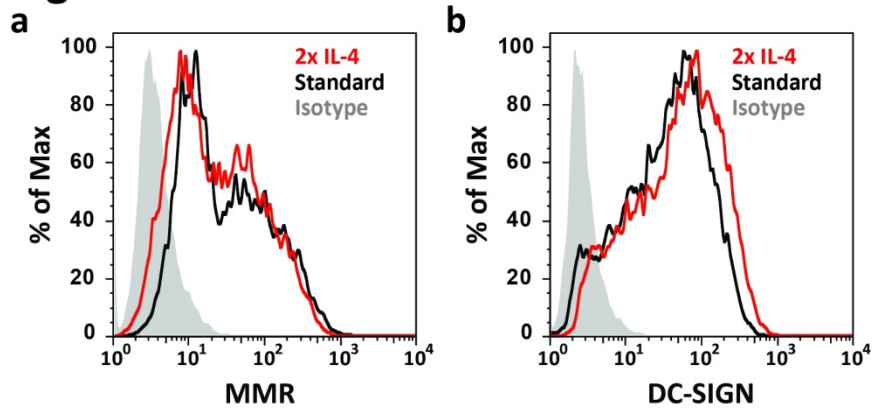 a
100
80
60
40
20
0
% of Max
2x IL-4
Standard
Isotype
10^0 10^1 10^2 10^3 10^4
MMR
b
100
80
60
40
20
0
% of Max
2x IL-4
Standard
Isotype
10^0 10^1 10^2 10^3 10^4
DC-SIGN